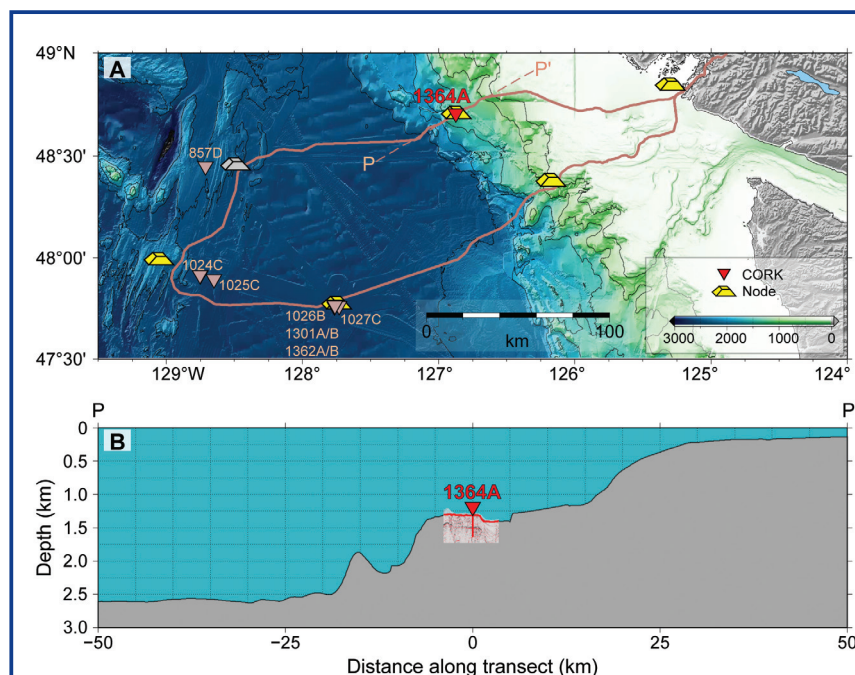 A
49°N
48°30'
48°00'
47°30'
129°W
128°
127°
126°
125°
124°
P'
1364A
P
857D
1024C
1025C
1026B
1027C
1301A/B
1362A/B
0
100
km
CORK
Node
3000
2000
1000
0
P
P
B
0
0.5
1.0
1.5
2.0
2.5
3.0
Depth (km)
1364A
−50
−25
0
25
50
Distance along transect (km)